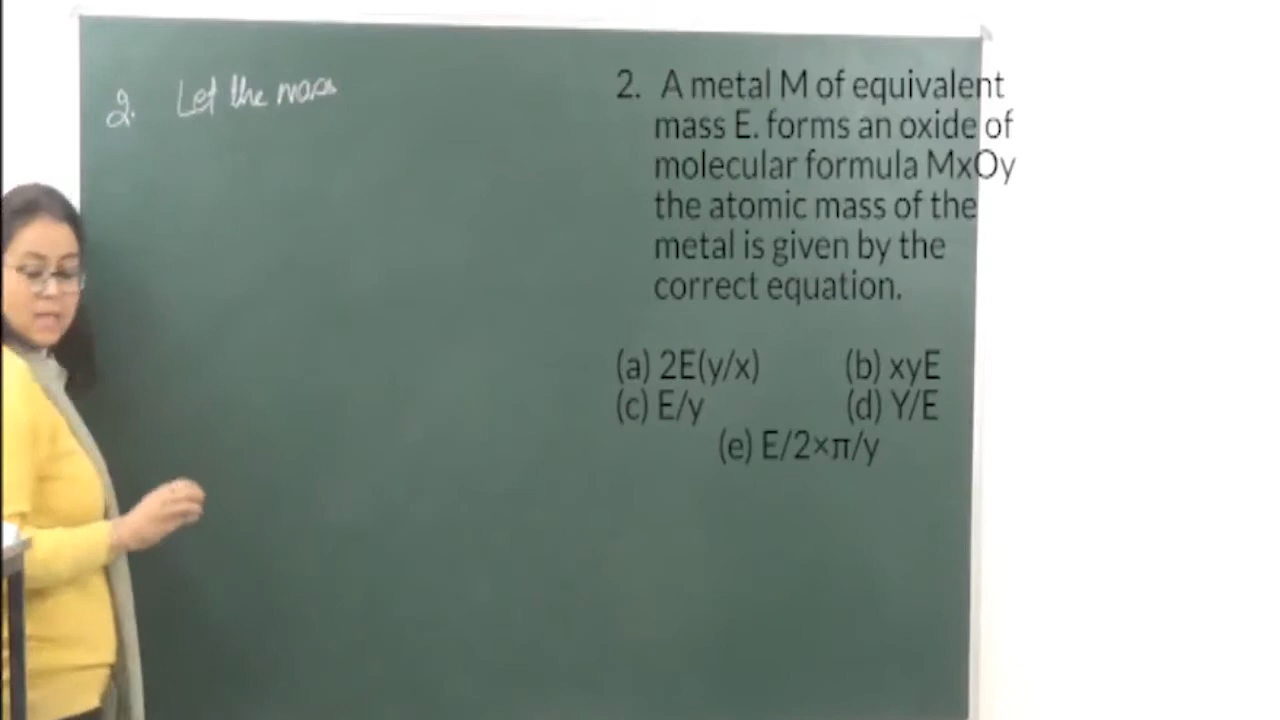 2. Let the mass
2. A metal M of equivalent
mass E. forms an oxide of
molecular formula MxOy
the atomic mass of the
metal is given by the
correct equation.
(a) 2E(y/x) (b) xyE
(c) E/y (d) Y/E
(e) E/2×π/y